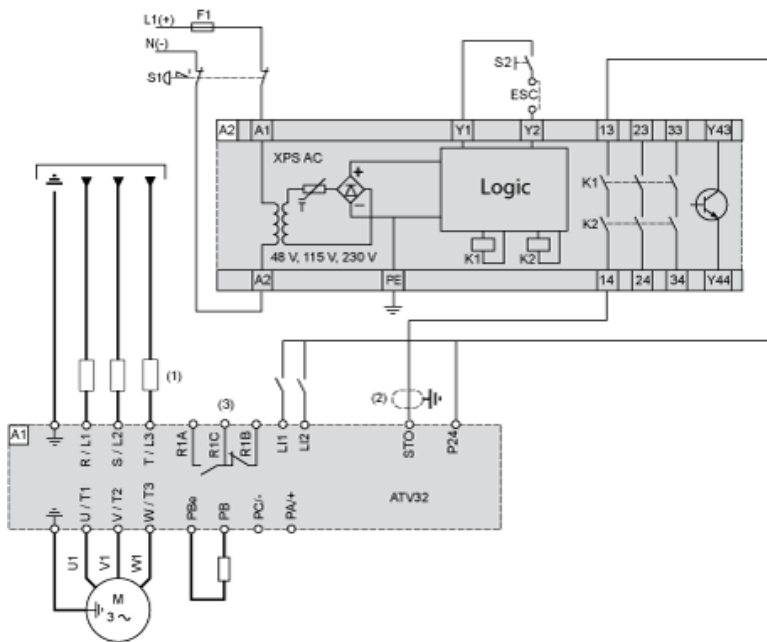 L1(+) F1
N(-)
S1
S2
ESC
A2 A1 Y1 Y2 13 23 33 Y43
XPS AC
T
+
−
Logic
K1
K2
48 V, 115 V, 230 V
K1 K2
A2 PE 14 24 34 Y44
(1)
(2)
(3)
A1
R / L1 S / L2 T / L3 R1A R1C R1B LI1 LI2 STO P24
ATV32
U / T1 V / T2 W / T3 PBe PB PC/- PA/+
U1 V1 W1
M
3 ~